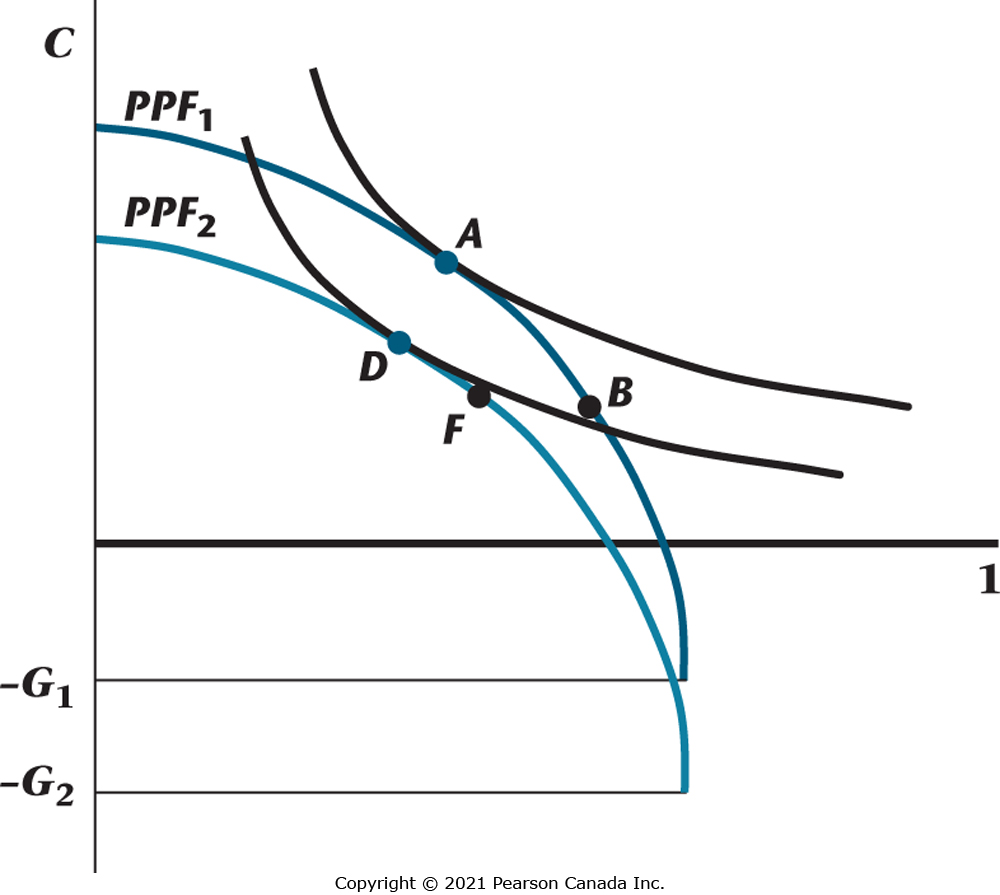 C
PPF₁
PPF₂
A
D
B
F
1
–G₁
–G₂
Copyright © 2021 Pearson Canada Inc.